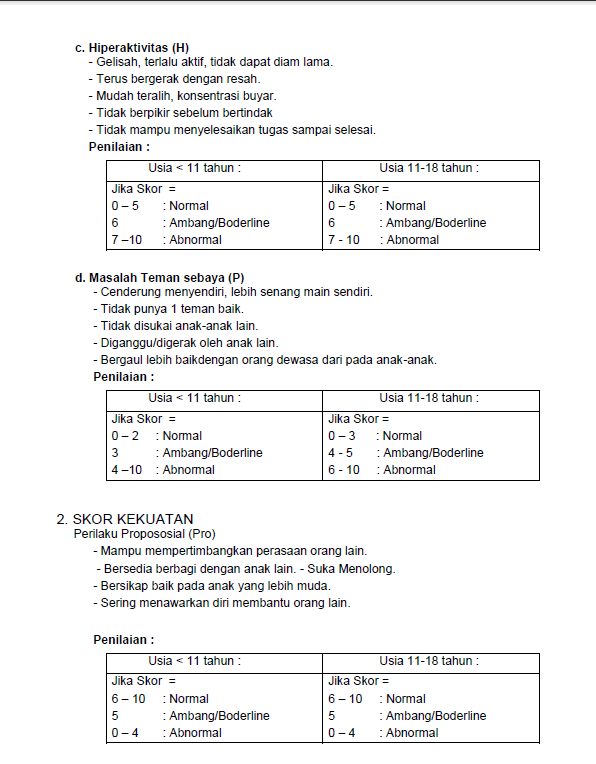 c. Hiperaktivitas (H)
- Gelisah, terlalu aktif, tidak dapat diam lama.
- Terus bergerak dengan resah.
- Mudah teralih, konsentrasi buyar.
- Tidak berpikir sebelum bertindak
- Tidak mampu menyelesaikan tugas sampai selesai.
Penilaian :
Usia < 11 tahun : Usia 11-18 tahun :
Jika Skor = Jika Skor =
0 – 5 : Normal 0 – 5 : Normal
6 : Ambang/Boderline 6 : Ambang/Boderline
7 –10 : Abnormal 7 - 10 : Abnormal
d. Masalah Teman sebaya (P)
- Cenderung menyendiri, lebih senang main sendiri.
- Tidak punya 1 teman baik.
- Tidak disukai anak-anak lain.
- Diganggu/digerak oleh anak lain.
- Bergaul lebih baikdengan orang dewasa dari pada anak-anak.
Penilaian :
Usia < 11 tahun : Usia 11-18 tahun :
Jika Skor = Jika Skor =
0 – 2 : Normal 0 – 3 : Normal
3 : Ambang/Boderline 4 - 5 : Ambang/Boderline
4 –10 : Abnormal 6 - 10 : Abnormal
2. SKOR KEKUATAN
Perilaku Propososial (Pro)
- Mampu mempertimbangkan perasaan orang lain.
- Bersedia berbagi dengan anak lain. - Suka Menolong.
- Bersikap baik pada anak yang lebih muda.
- Sering menawarkan diri membantu orang lain.
Penilaian :
Usia < 11 tahun : Usia 11-18 tahun :
Jika Skor = Jika Skor =
6 – 10 : Normal 6 – 10 : Normal
5 : Ambang/Boderline 5 : Ambang/Boderline
0 – 4 : Abnormal 0 – 4 : Abnormal